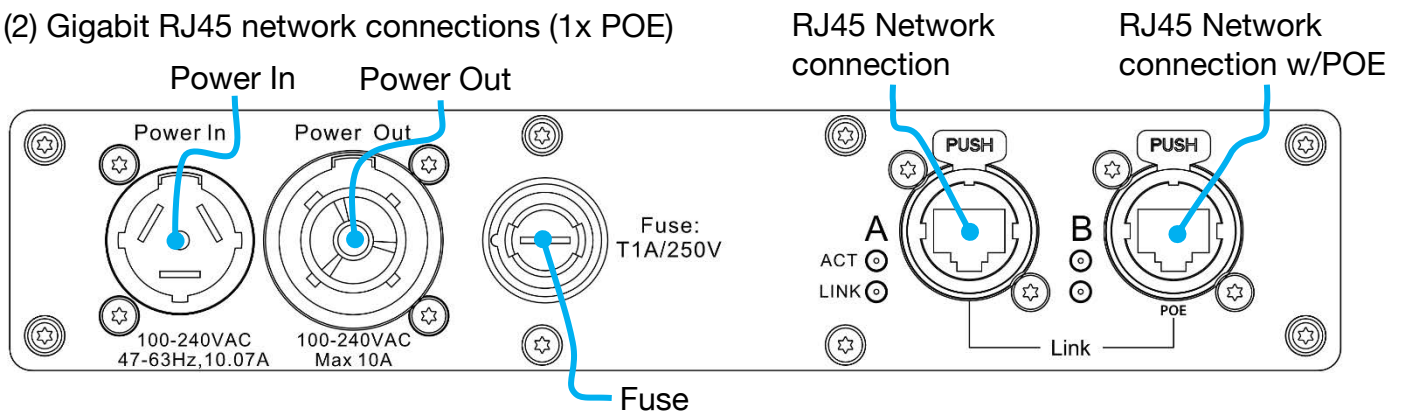 (2) Gigabit RJ45 network connections (1x POE)
RJ45 Network
connection
RJ45 Network
connection w/POE
Power In
Power Out
Power In
Power Out
PUSH
PUSH
Fuse:
T1A/250V
A
B
ACT
LINK
POE
100-240VAC
47-63Hz,10.07A
100-240VAC
Max 10A
Link
Fuse